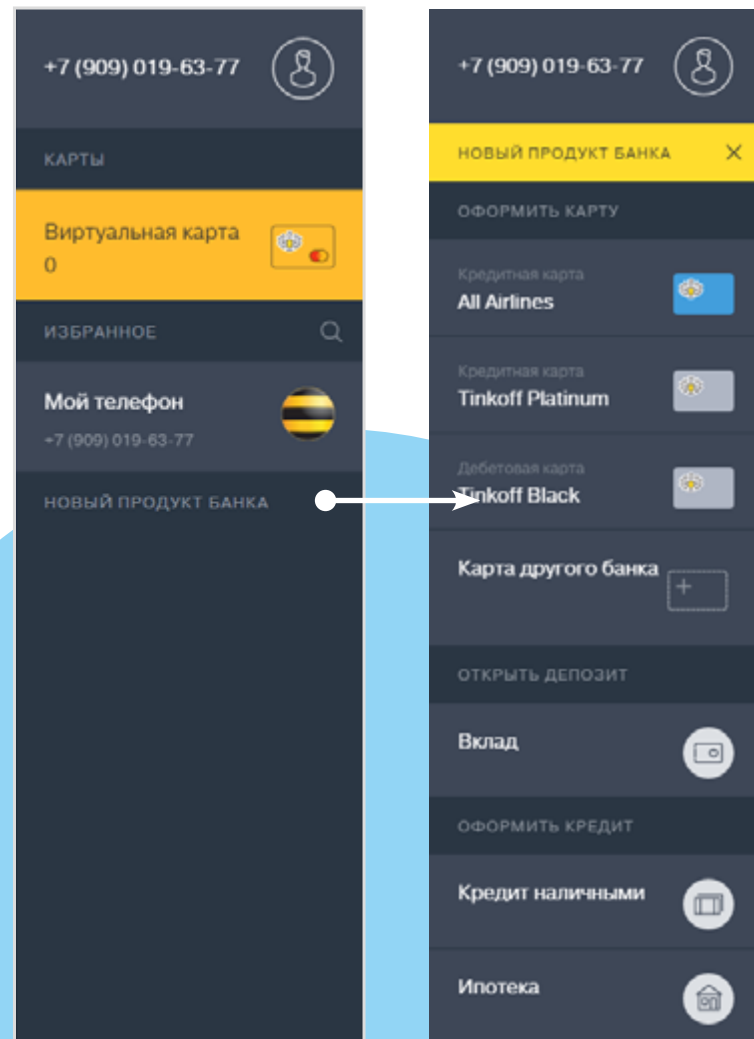 +7 (909) 019-63-77
КАРТЫ
Виртуальная карта
0
ИЗБРАННОЕ
Мой телефон
+7 (909) 019-63-77
НОВЫЙ ПРОДУКТ БАНКА
+7 (909) 019-63-77
НОВЫЙ ПРОДУКТ БАНКА
ОФОРМИТЬ КАРТУ
Кредитная карта
All Airlines
Кредитная карта
Tinkoff Platinum
Дебетовая карта
Tinkoff Black
Карта другого банка
ОТКРЫТЬ ДЕПОЗИТ
Вклад
ОФОРМИТЬ КРЕДИТ
Кредит наличными
Ипотека